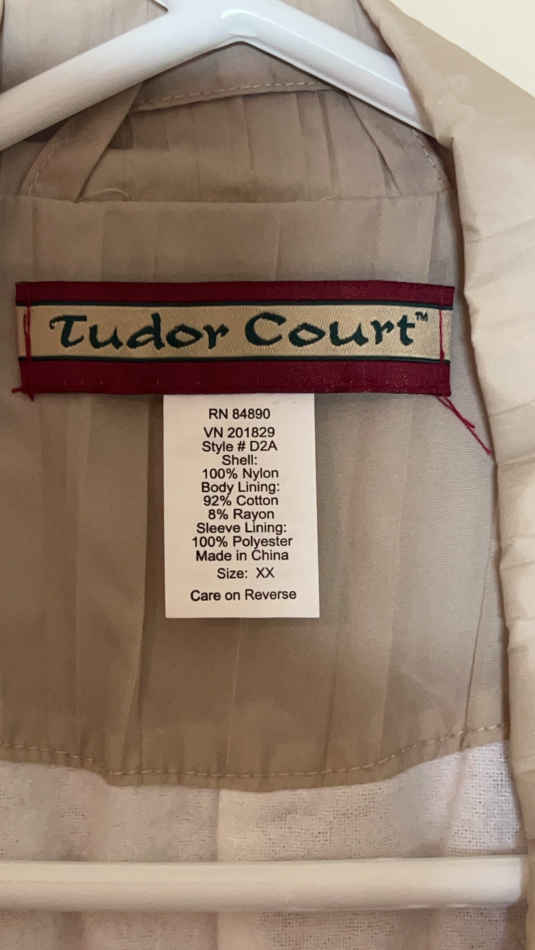 Tudor Court™
RN 84890
VN 201829
Style # D2A
Shell:
100% Nylon
Body Lining:
92% Cotton
8% Rayon
Sleeve Lining:
100% Polyester
Made in China
Size: XX
Care on Reverse